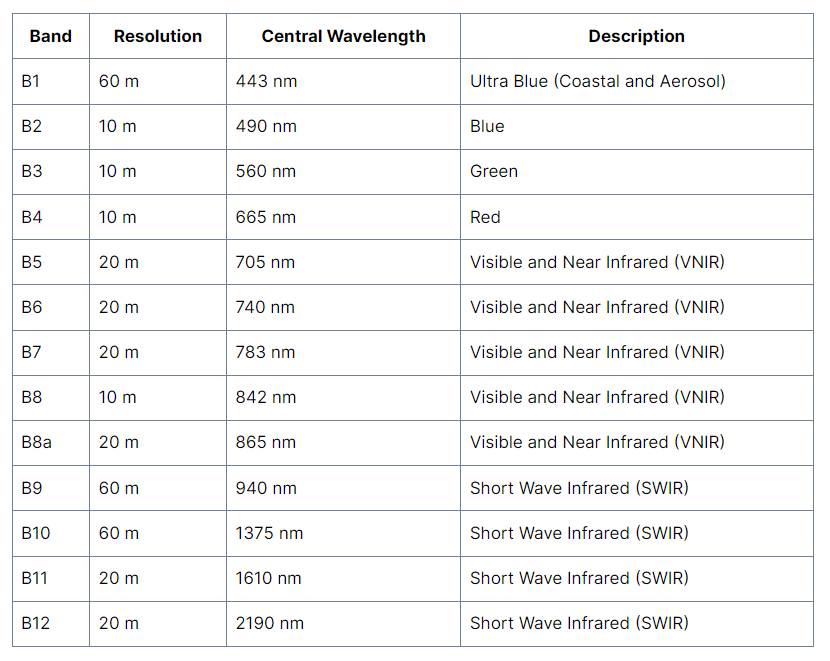 Band Resolution Central Wavelength Description
B1 60 m 443 nm Ultra Blue (Coastal and Aerosol)
B2 10 m 490 nm Blue
B3 10 m 560 nm Green
B4 10 m 665 nm Red
B5 20 m 705 nm Visible and Near Infrared (VNIR)
B6 20 m 740 nm Visible and Near Infrared (VNIR)
B7 20 m 783 nm Visible and Near Infrared (VNIR)
B8 10 m 842 nm Visible and Near Infrared (VNIR)
B8a 20 m 865 nm Visible and Near Infrared (VNIR)
B9 60 m 940 nm Short Wave Infrared (SWIR)
B10 60 m 1375 nm Short Wave Infrared (SWIR)
B11 20 m 1610 nm Short Wave Infrared (SWIR)
B12 20 m 2190 nm Short Wave Infrared (SWIR)